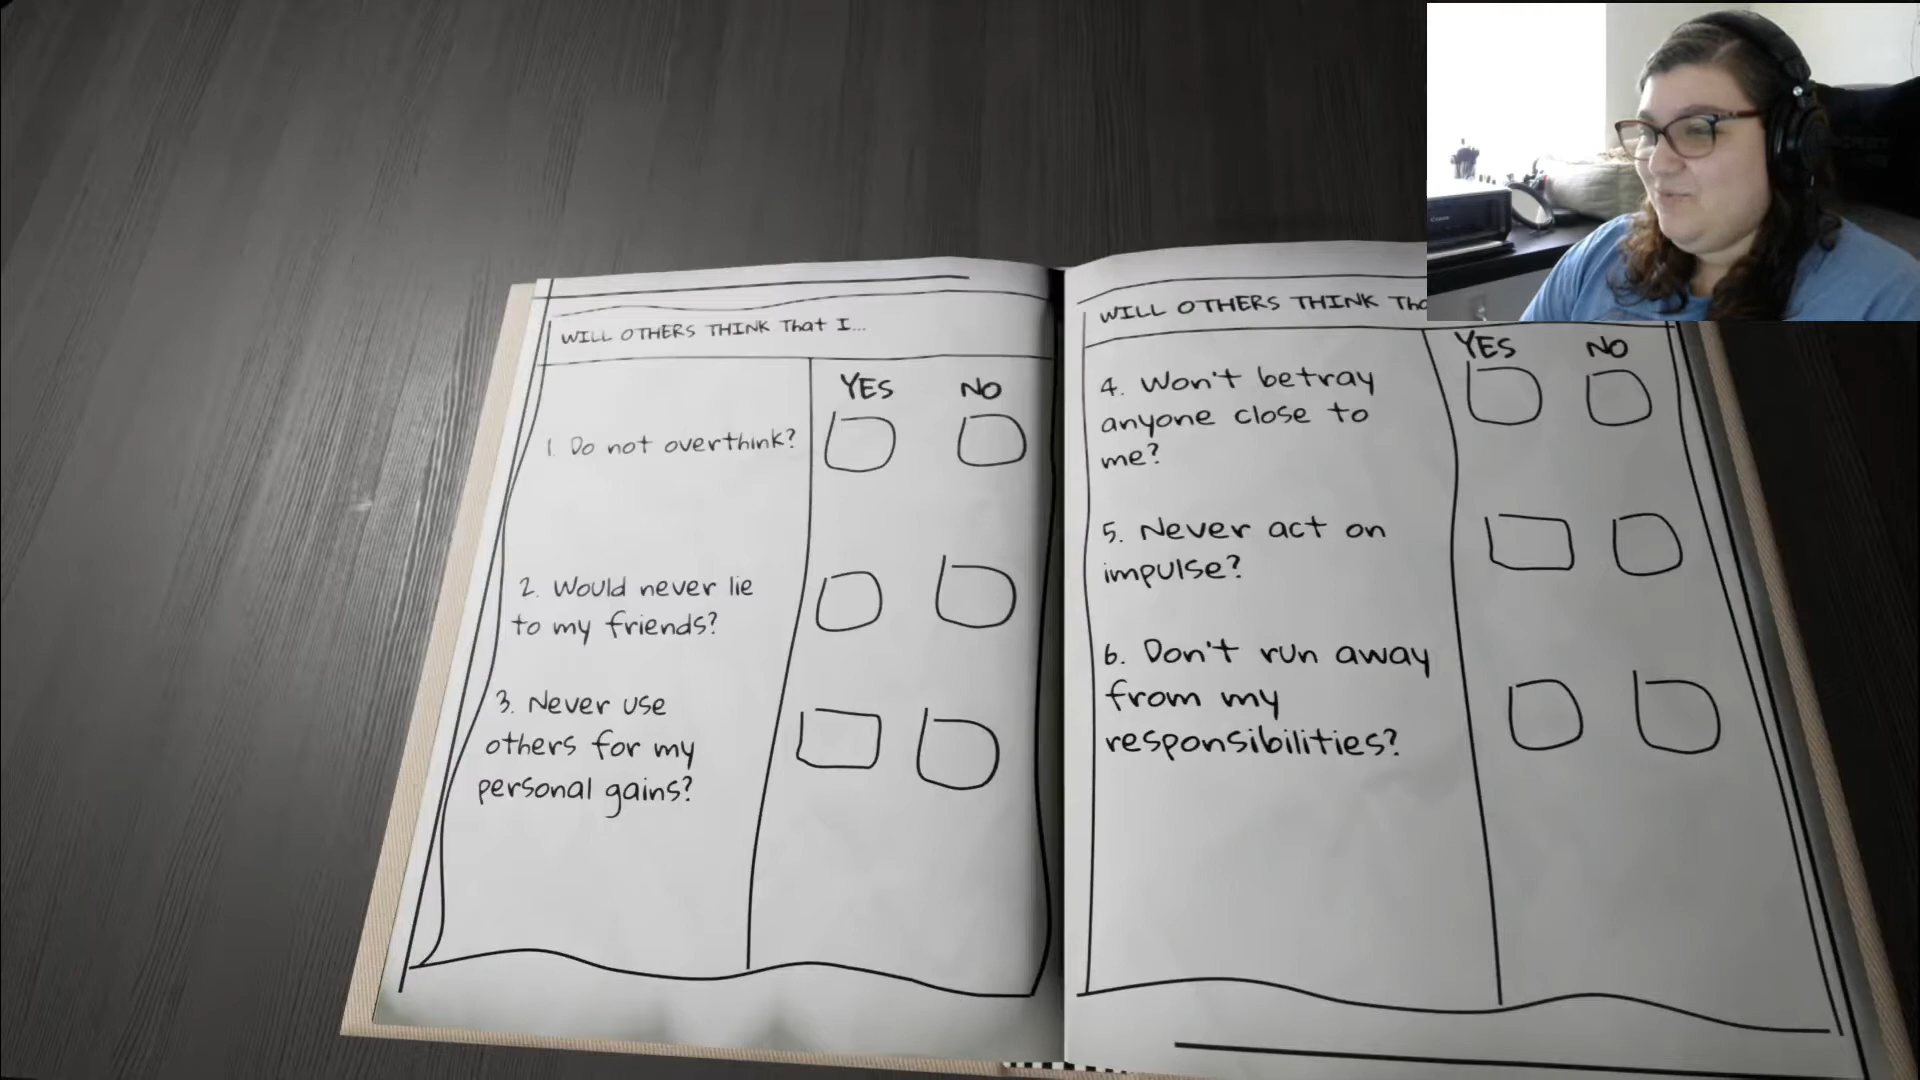 WILL OTHERS THINK That I...
YES NO
1. Do not overthink?
2. Would never lie
to my friends?
3. Never use
others for my
personal gains?
WILL OTHERS THINK
YES NO
4. Won't betray
anyone close to
me?
5. Never act on
impulse?
6. Don't run away
from my
responsibilities?
Canon